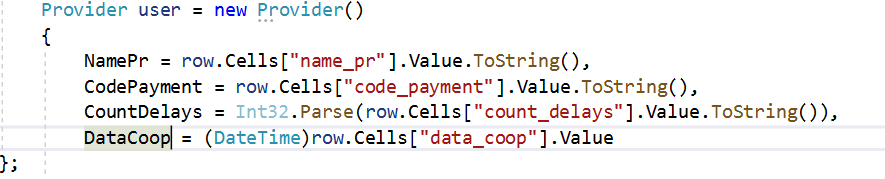 Provider user = new Provider()
{
NamePr = row.Cells["name_pr"].Value.ToString(),
CodePayment = row.Cells["code_payment"].Value.ToString(),
CountDelays = Int32.Parse(row.Cells["count_delays"].Value.ToString()),
DataCoop = (DateTime)row.Cells["data_coop"].Value
};